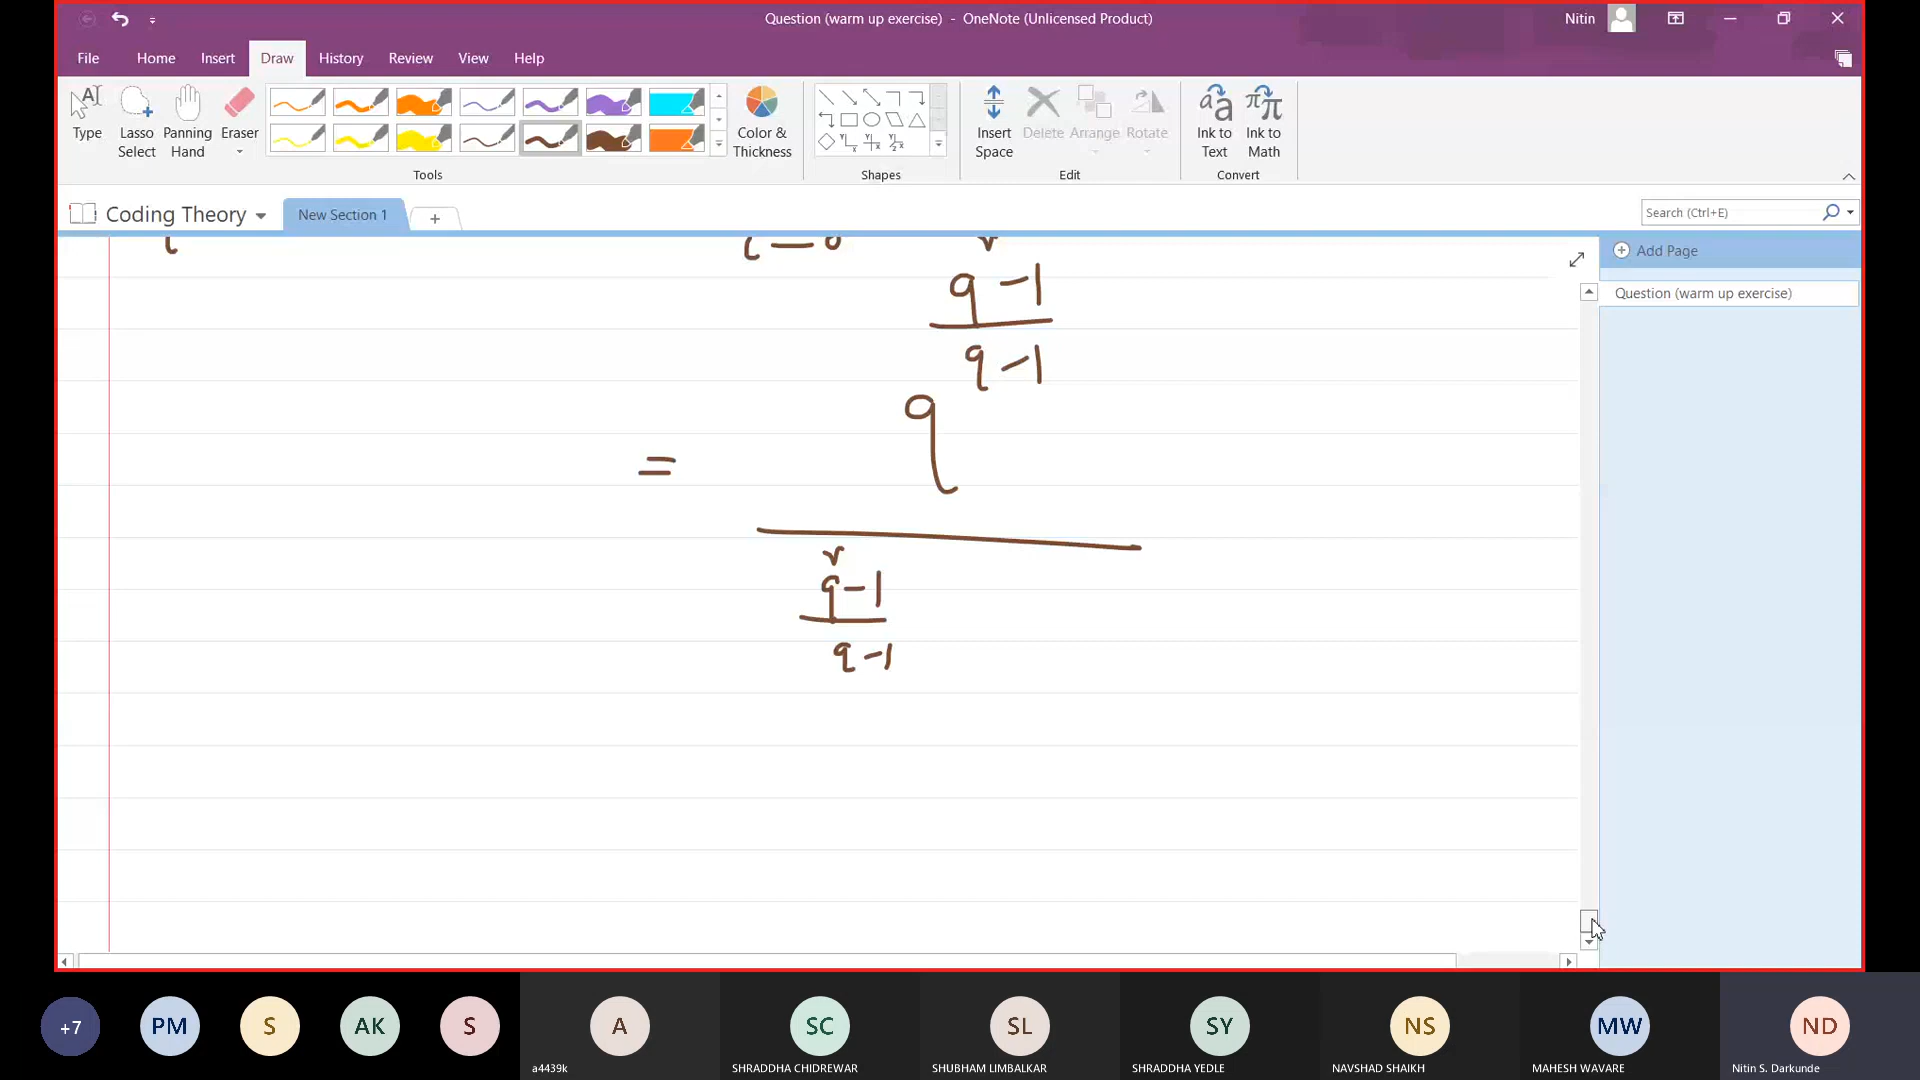 Question (warm up exercise) - OneNote (Unlicensed Product)
Nitin
File Home Insert Draw History Review View Help
Type
Lasso Select
Panning Hand
Eraser
Color & Thickness
Insert Space
Delete
Arrange
Rotate
Ink to Text
Ink to Math
Tools
Shapes
Edit
Convert
Coding Theory
New Section 1
+
Search (Ctrl+E)
Add Page
Question (warm up exercise)
i=0
r
q-1
q-1
=
q
r
q-1
q-1
+7
PM
S
AK
S
A
SC
SL
SY
NS
MW
ND
a4439k
SHRADDHA CHIDREWAR
SHUBHAM LIMBALKAR
SHRADDHA YEDLE
NAVSHAD SHAIKH
MAHESH WAVARE
Nitin S. Darkunde